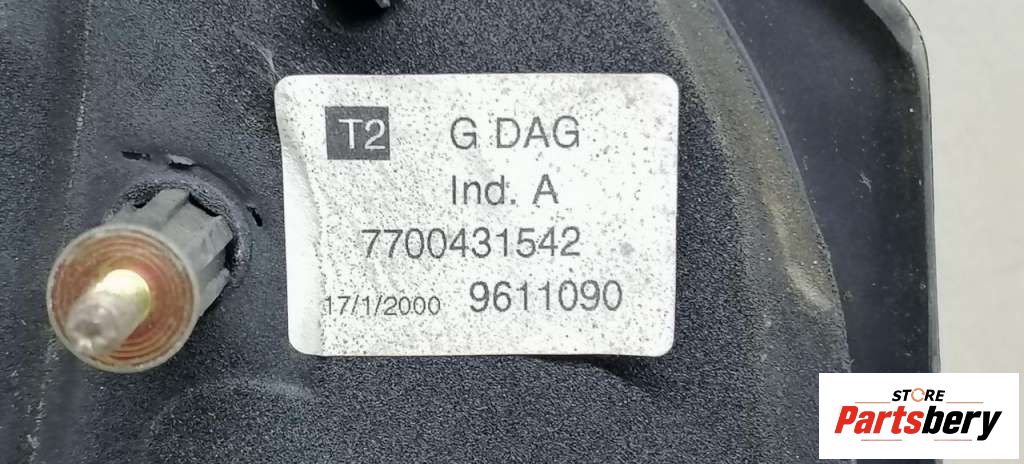 T2 G DAG
Ind. A
7700431542
17/1/2000 9611090
STORE
Partsbery